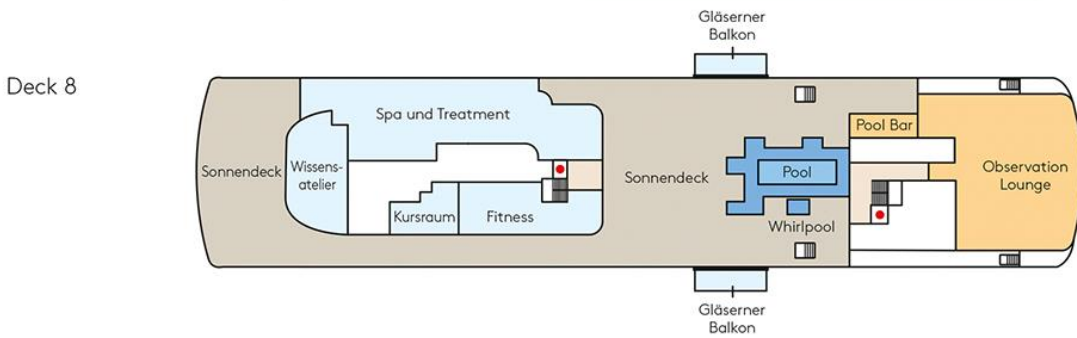 Deck 8
Gläserner
Balkon
Spa und Treatment
Sonnendeck
Wissens-
atelier
Kursraum
Fitness
Sonnendeck
Pool
Whirlpool
Pool Bar
Observation
Lounge
Gläserner
Balkon